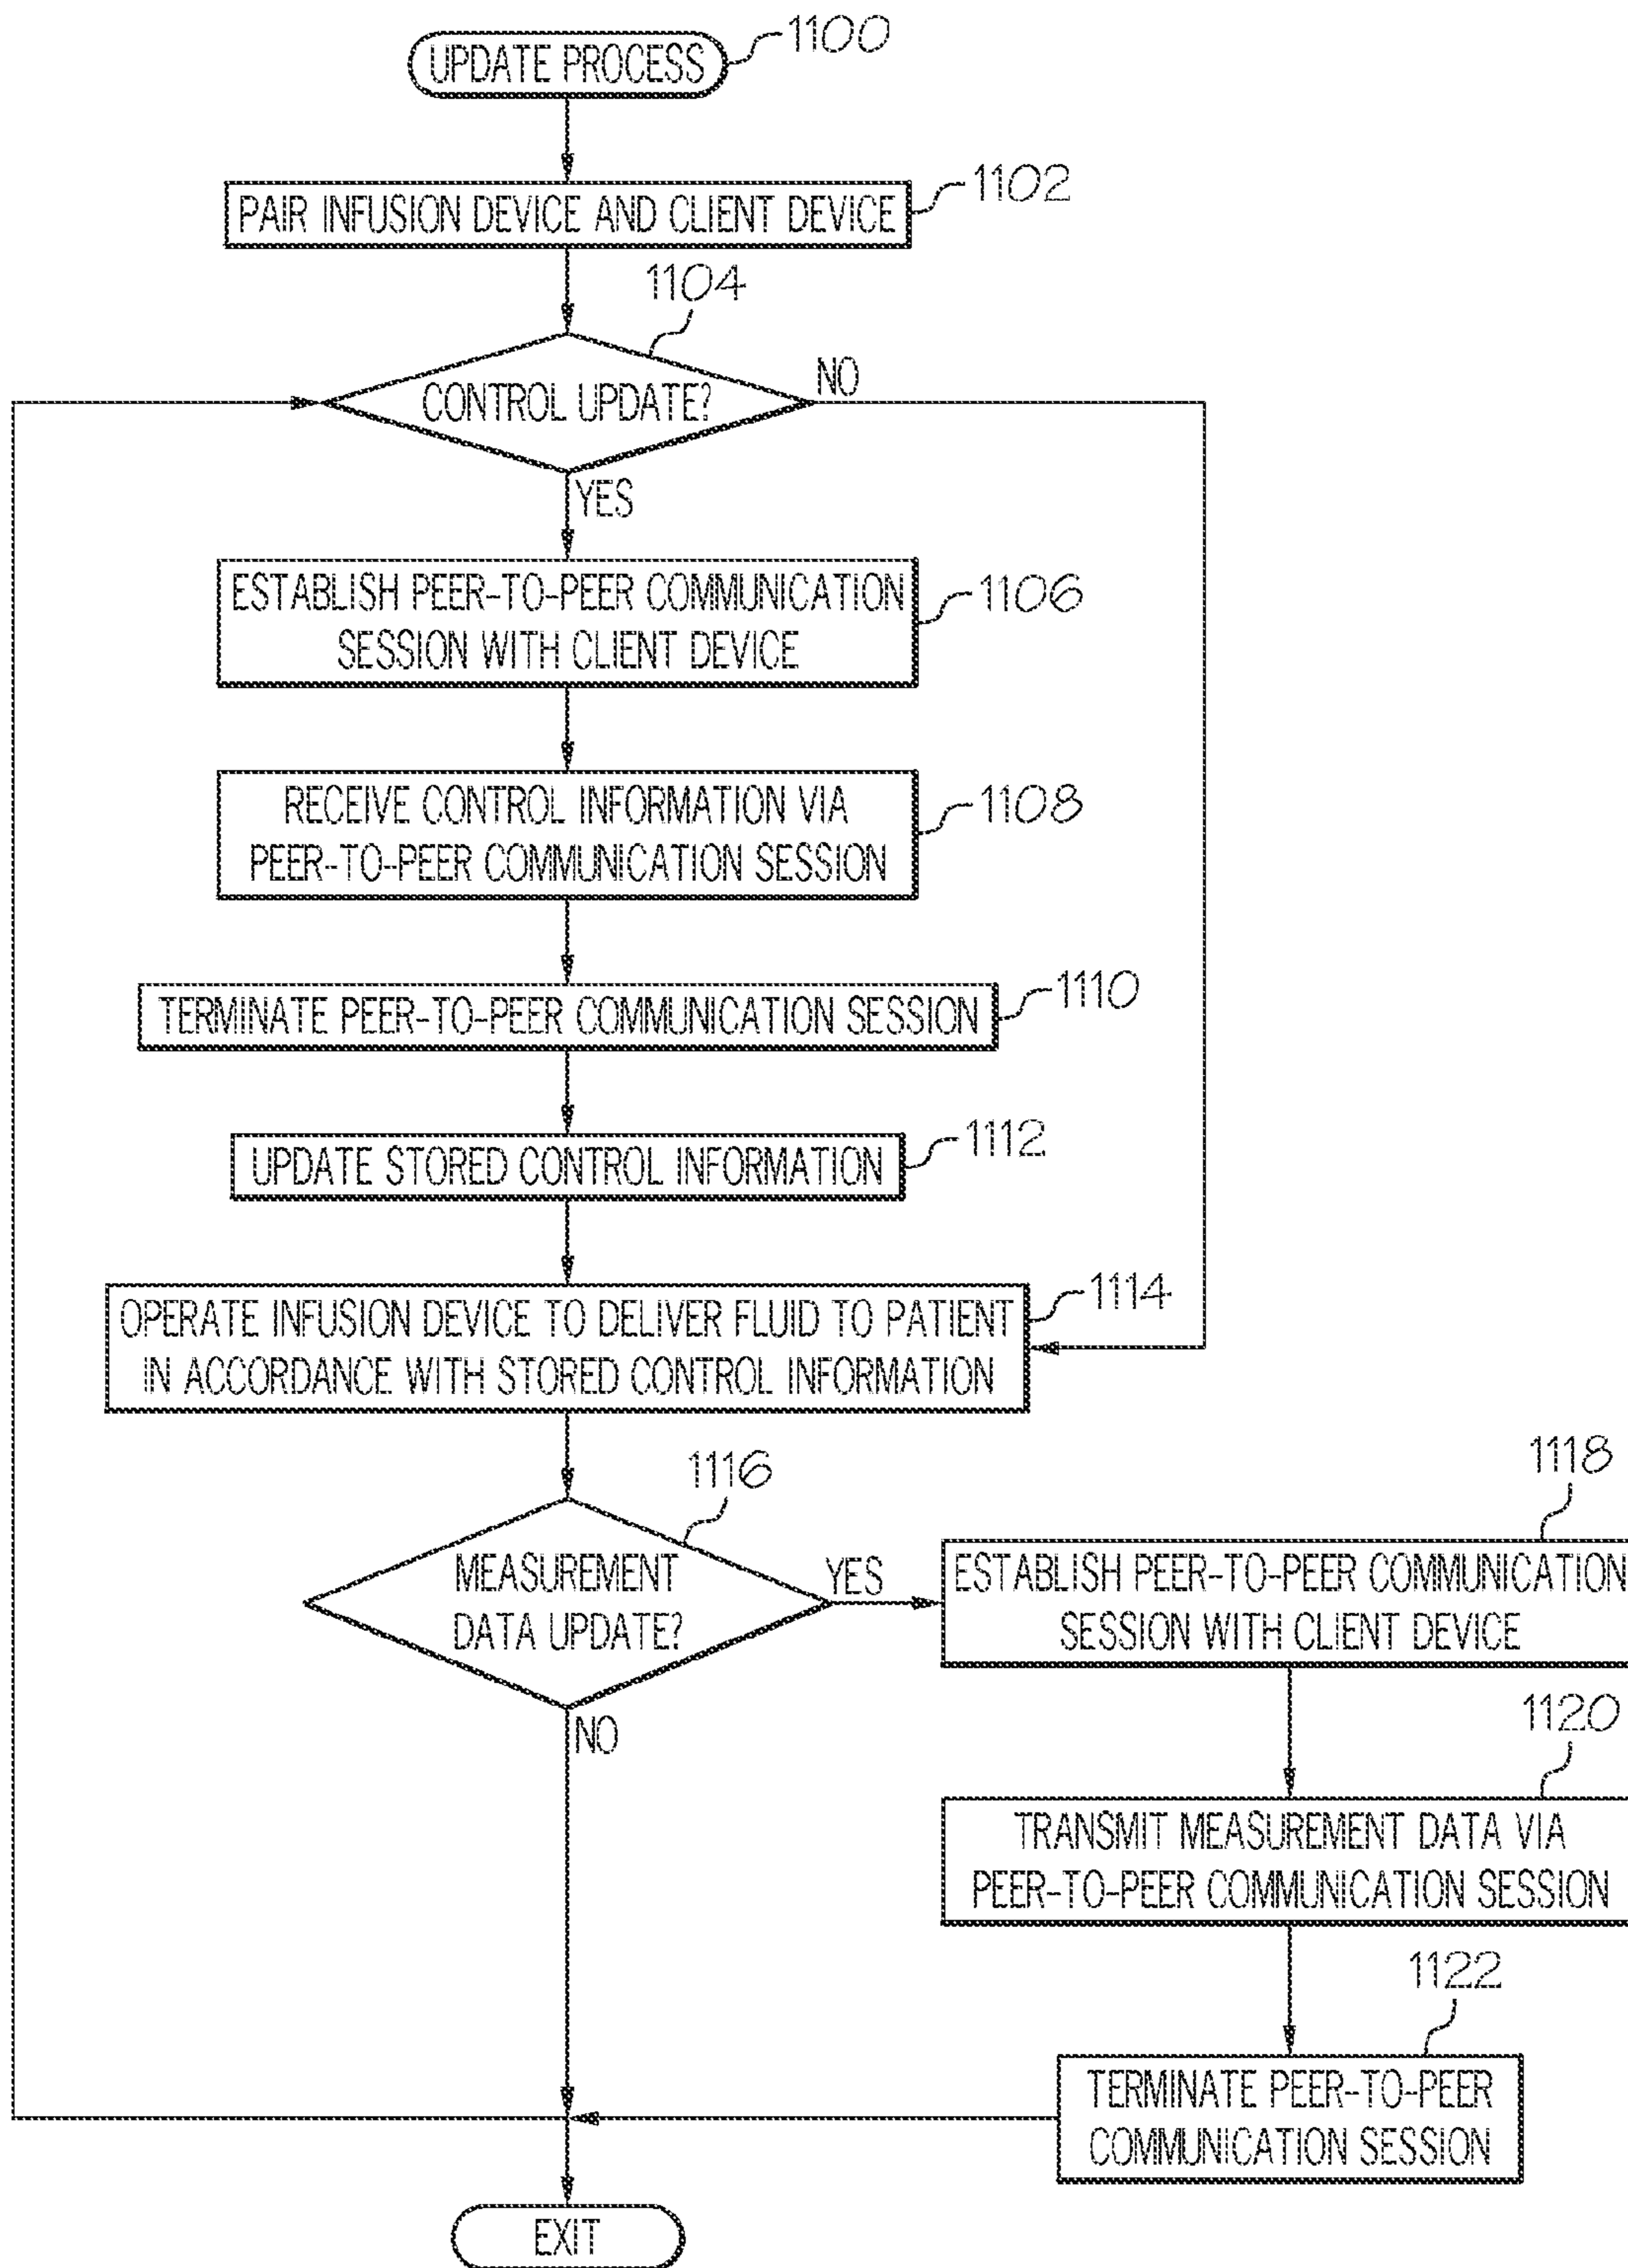 UPDATE PROCESS
1100
PAIR INFUSION DEVICE AND CLIENT DEVICE
1102
1104
CONTROL UPDATE?
NO
YES
ESTABLISH PEER-TO-PEER COMMUNICATION
SESSION WITH CLIENT DEVICE
1106
RECEIVE CONTROL INFORMATION VIA
PEER-TO-PEER COMMUNICATION SESSION
1108
TERMINATE PEER-TO-PEER COMMUNICATION SESSION
1110
UPDATE STORED CONTROL INFORMATION
1112
OPERATE INFUSION DEVICE TO DELIVER FLUID TO PATIENT
IN ACCORDANCE WITH STORED CONTROL INFORMATION
1114
1116
MEASUREMENT
DATA UPDATE?
YES
NO
1118
ESTABLISH PEER-TO-PEER COMMUNICATION
SESSION WITH CLIENT DEVICE
1120
TRANSMIT MEASUREMENT DATA VIA
PEER-TO-PEER COMMUNICATION SESSION
1122
TERMINATE PEER-TO-PEER
COMMUNICATION SESSION
EXIT